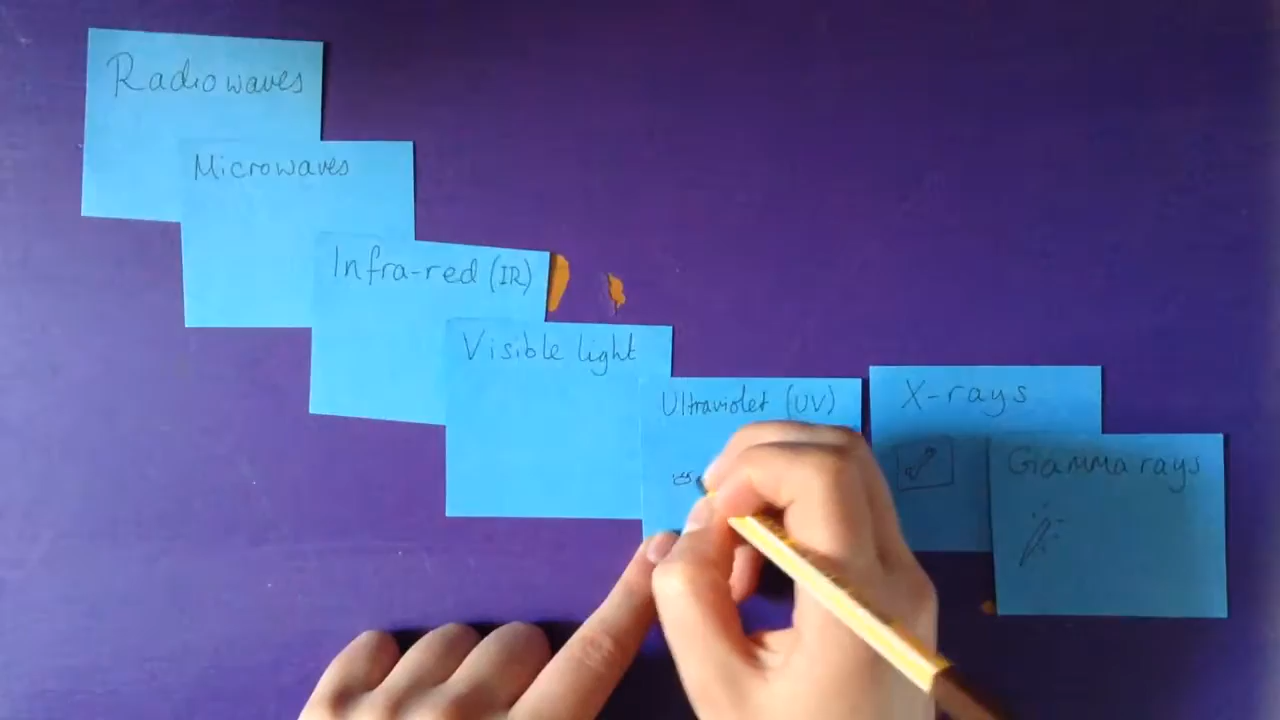 Radiowaves
Microwaves
Infra-red (IR)
Visible light
Ultraviolet (UV)
X-rays
Gamma rays